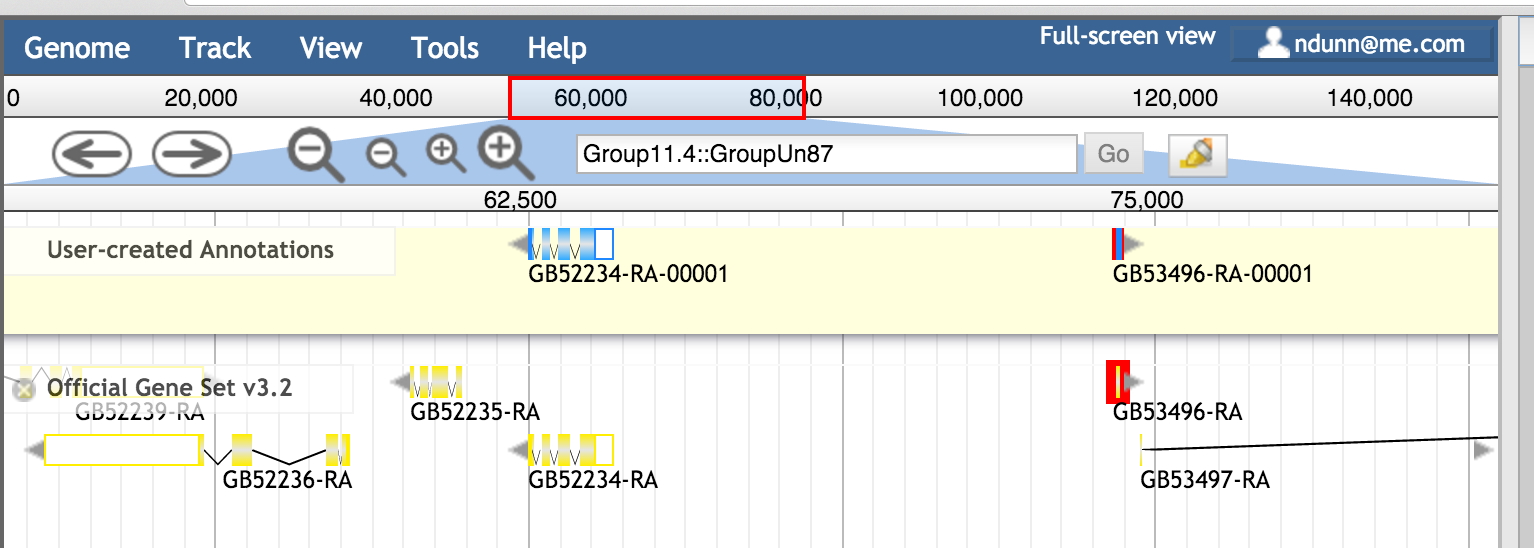 Genome Track View Tools Help Full-screen view ndunn@me.com
0 20,000 40,000 60,000 80,000 100,000 120,000 140,000
Group11.4::GroupUn87 Go
62,500 75,000
User-created Annotations
GB52234-RA-00001 GB53496-RA-00001
Official Gene Set v3.2
GB52239-RA GB52235-RA GB53496-RA
GB52236-RA GB52234-RA GB53497-RA